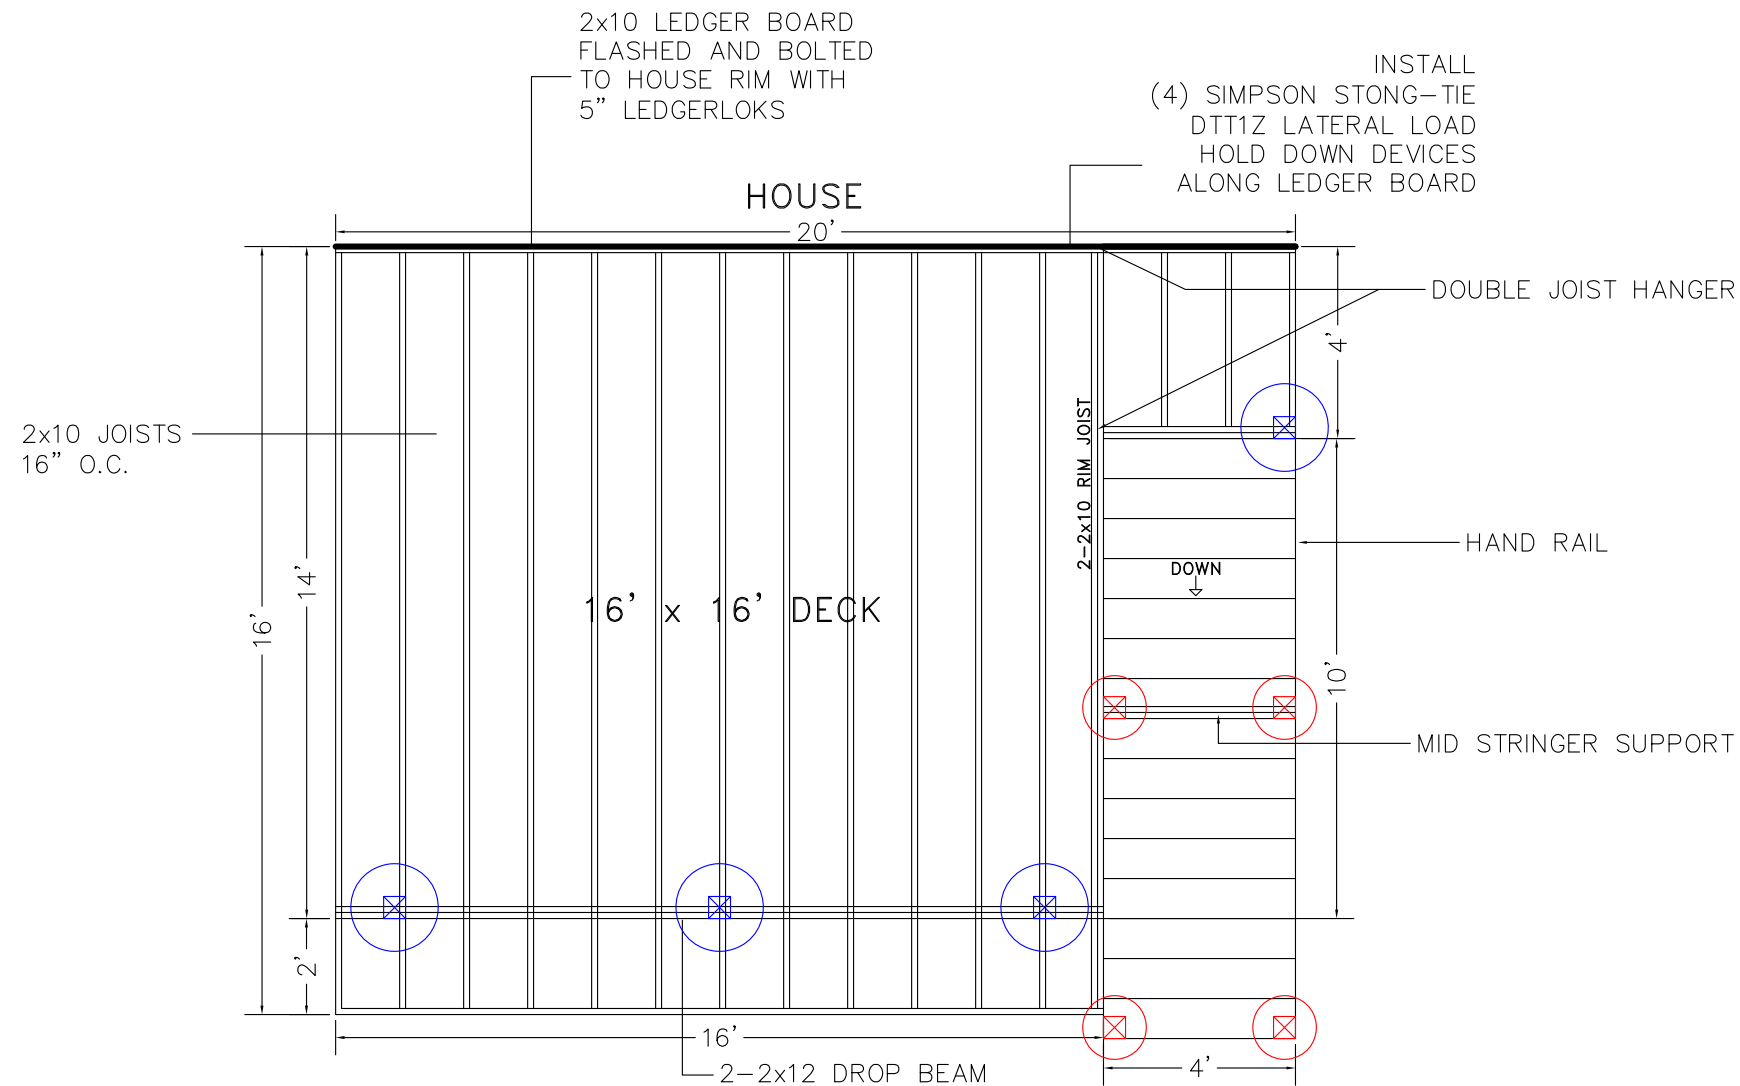 2x10 LEDGER BOARD
FLASHED AND BOLTED
TO HOUSE RIM WITH
5" LEDGERLOKS
INSTALL
(4) SIMPSON STONG-TIE
DTT1Z LATERAL LOAD
HOLD DOWN DEVICES
ALONG LEDGER BOARD
HOUSE
20'
DOUBLE JOIST HANGER
4'
2x10 JOISTS
16" O.C.
2-2x10 RIM JOIST
HAND RAIL
DOWN
14'
16'
16' x 16' DECK
10'
MID STRINGER SUPPORT
2'
16'
2-2x12 DROP BEAM
4'